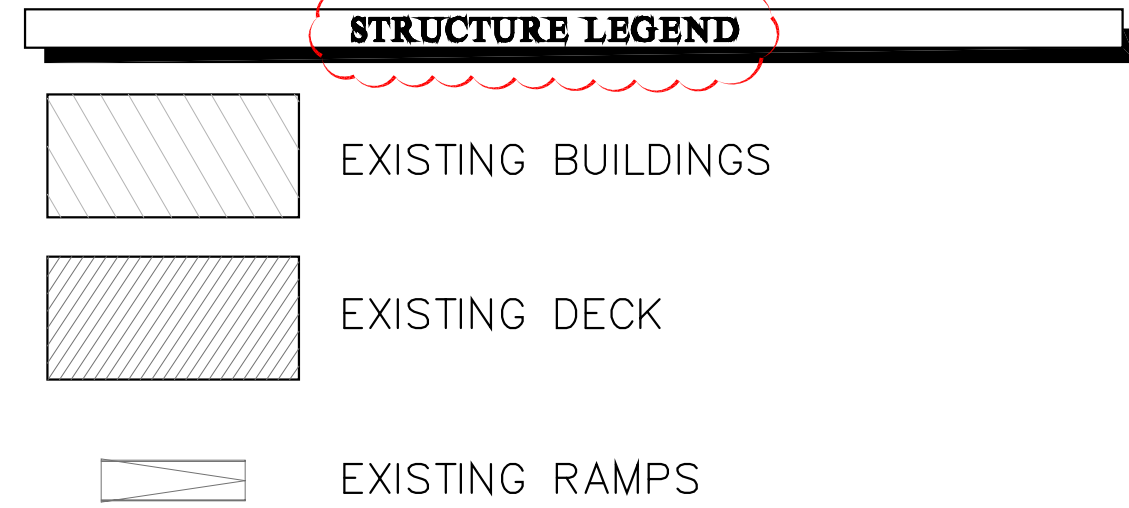 STRUCTURE LEGEND
EXISTING BUILDINGS
EXISTING DECK
EXISTING RAMPS